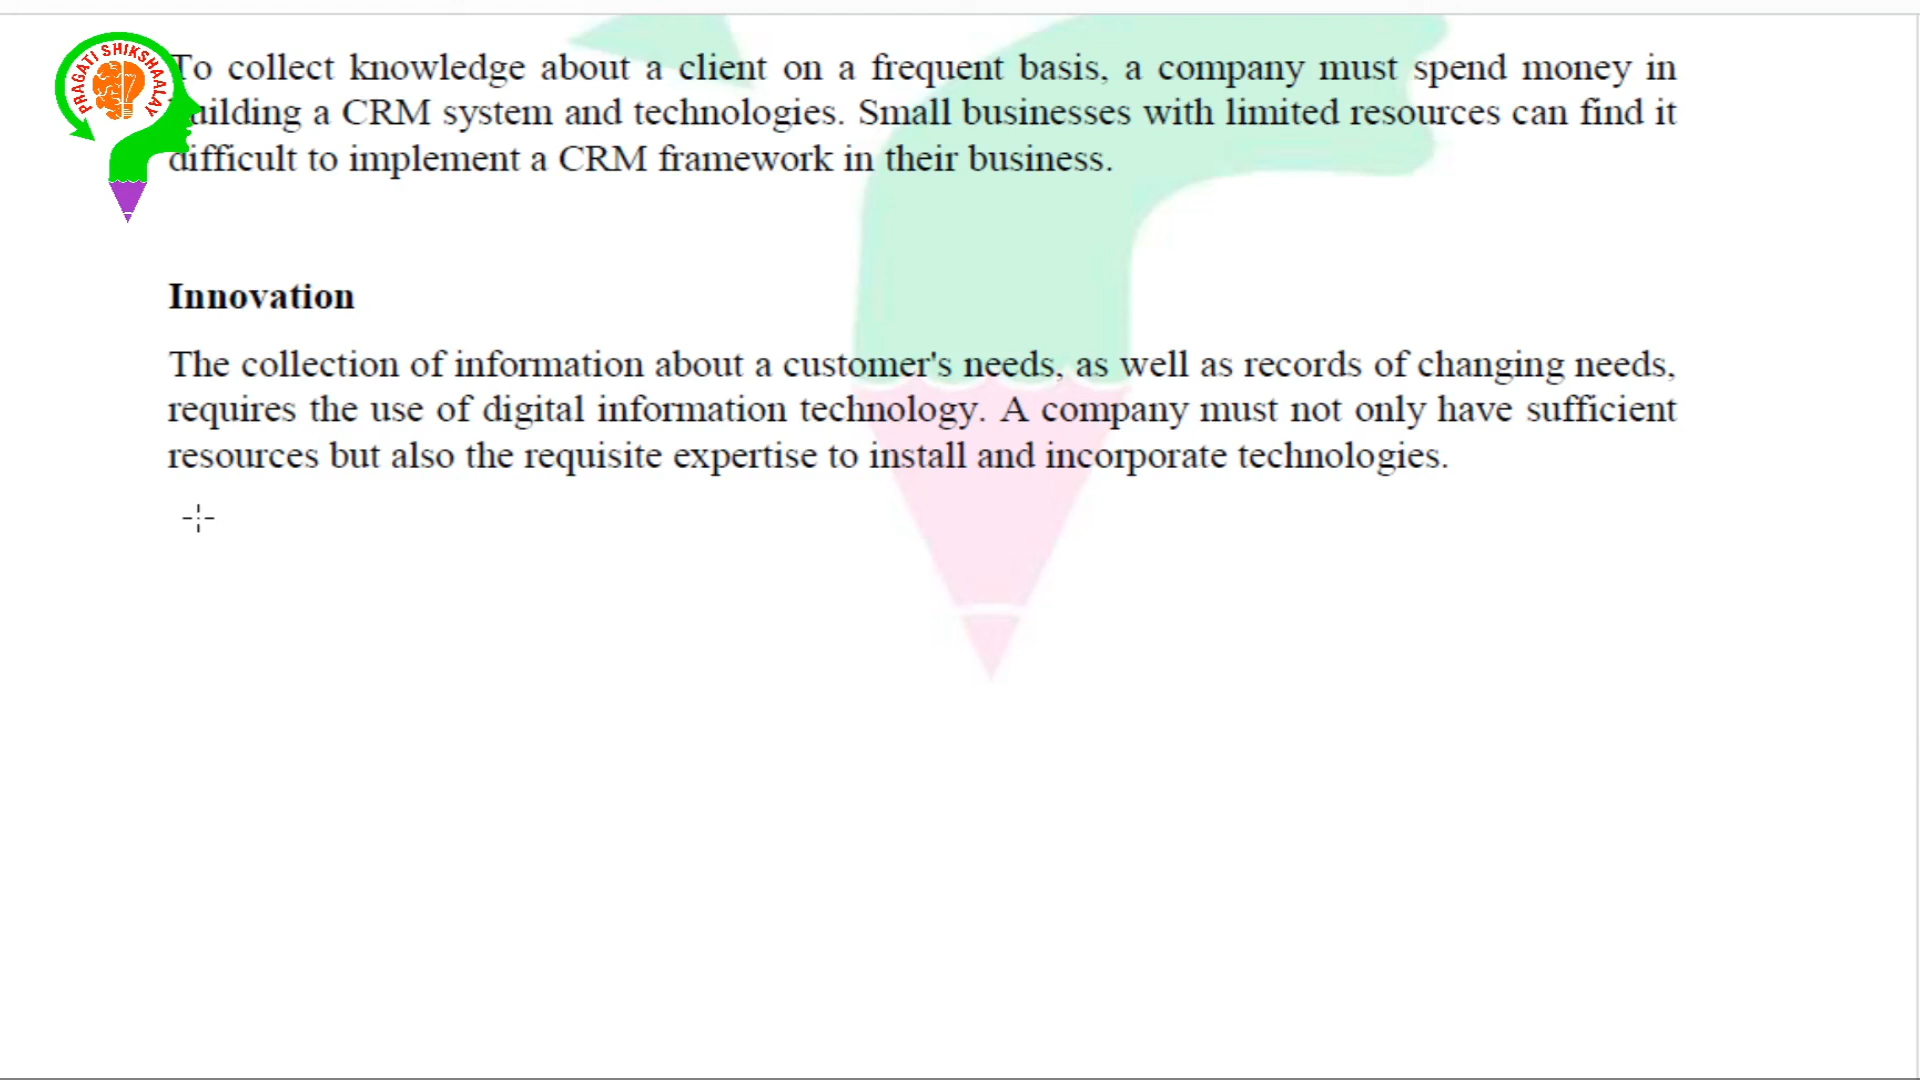 PRAGATI SHIKSHAALAY
To collect knowledge about a client on a frequent basis, a company must spend money in
building a CRM system and technologies. Small businesses with limited resources can find it
difficult to implement a CRM framework in their business.
Innovation
The collection of information about a customer's needs, as well as records of changing needs,
requires the use of digital information technology. A company must not only have sufficient
resources but also the requisite expertise to install and incorporate technologies.